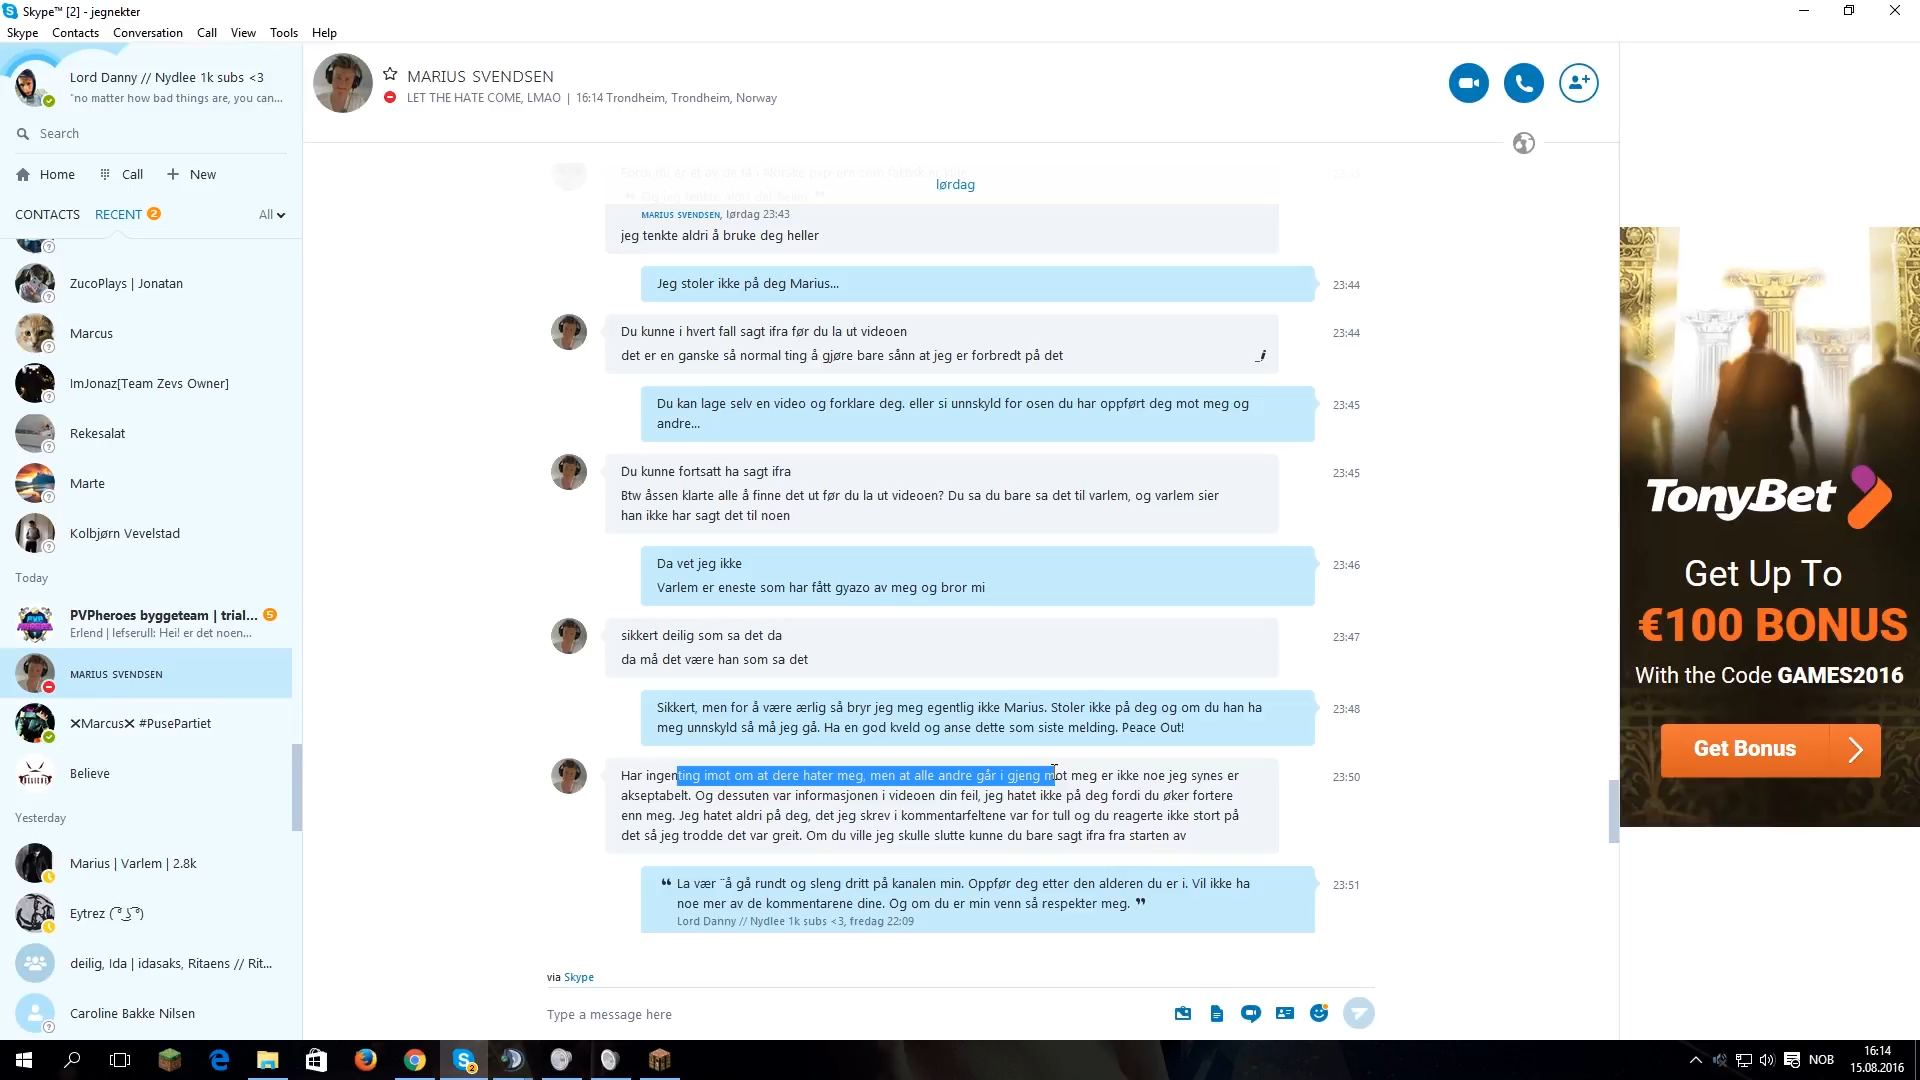 Skype™ [2] - jegnekter
Skype Contacts Conversation Call View Tools Help
Lord Danny // Nydlee 1k subs <3
"no matter how bad things are, you can...
Search
Home Call New
CONTACTS RECENT 2 All
ZucoPlays | Jonatan
Marcus
ImJonaz[Team Zevs Owner]
Rekesalat
Marte
Kolbjørn Vevelstad
Today
PVPheroes byggeteam | trial... 5
Erlend | lefserull: Hei! er det noen...
MARIUS SVENDSEN
❌Marcus❌ #PusePartiet
Believe
Yesterday
Marius | Varlem | 2.8k
Eytrez ( ͡° ͜ʖ ͡°)
deilig, Ida | idasaks, Ritaens // Rit...
Caroline Bakke Nilsen
MARIUS SVENDSEN
LET THE HATE COME, LMAO | 16:14 Trondheim, Trondheim, Norway
lørdag
MARIUS SVENDSEN, lørdag 23:43
jeg tenkte aldri å bruke deg heller
Jeg stoler ikke på deg Marius...
23:44
Du kunne i hvert fall sagt ifra før du la ut videoen
23:44
det er en ganske så normal ting å gjøre bare sånn at jeg er forbredt på det
Du kan lage selv en video og forklare deg. eller si unnskyld for osen du har oppført deg mot meg og
23:45
andre...
Du kunne fortsatt ha sagt ifra
23:45
Btw åssen klarte alle å finne det ut før du la ut videoen? Du sa du bare sa det til varlem, og varlem sier
han ikke har sagt det til noen
Da vet jeg ikke
23:46
Varlem er eneste som har fått gyazo av meg og bror mi
sikkert deilig som sa det da
23:47
da må det være han som sa det
Sikkert, men for å være ærlig så bryr jeg meg egentlig ikke Marius. Stoler ikke på deg og om du han ha
23:48
meg unnskyld så må jeg gå. Ha en god kveld og anse dette som siste melding. Peace Out!
Har ingenting imot om at dere hater meg, men at alle andre går i gjeng mot meg er ikke noe jeg synes er
23:50
akseptabelt. Og dessuten var informasjonen i videoen din feil, jeg hatet ikke på deg fordi du øker fortere
enn meg. Jeg hatet aldri på deg, det jeg skrev i kommentarfeltene var for tull og du reagerte ikke stort på
det så jeg trodde det var greit. Om du ville jeg skulle slutte kunne du bare sagt ifra fra starten av
❝ La vær ¨å gå rundt og sleng dritt på kanalen min. Oppfør deg etter den alderen du er i. Vil ikke ha
23:51
noe mer av de kommentarene dine. Og om du er min venn så respekter meg. ❞
Lord Danny // Nydlee 1k subs <3, fredag 22:09
via Skype
Type a message here
TonyBet
Get Up To
€100 BONUS
With the Code GAMES2016
Get Bonus
2
NOB
16:14
15.08.2016